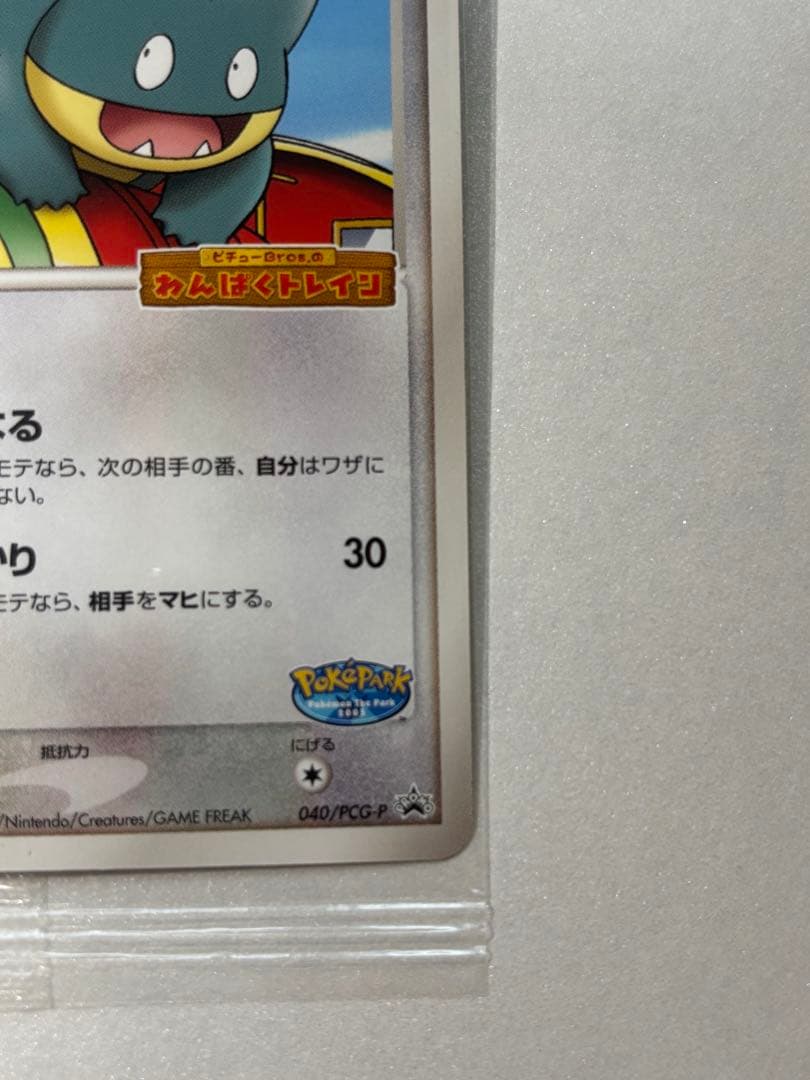 ピチューBros.の
わんぱくトレイン
なる
モテなら、次の相手の番、自分はワザに
ない。
かり 30
モテなら、相手をマヒにする。
POKéPARK
Pokémon The Park
2005
抵抗力 にげる
/Nintendo/Creatures/GAME FREAK 040/PCG-P